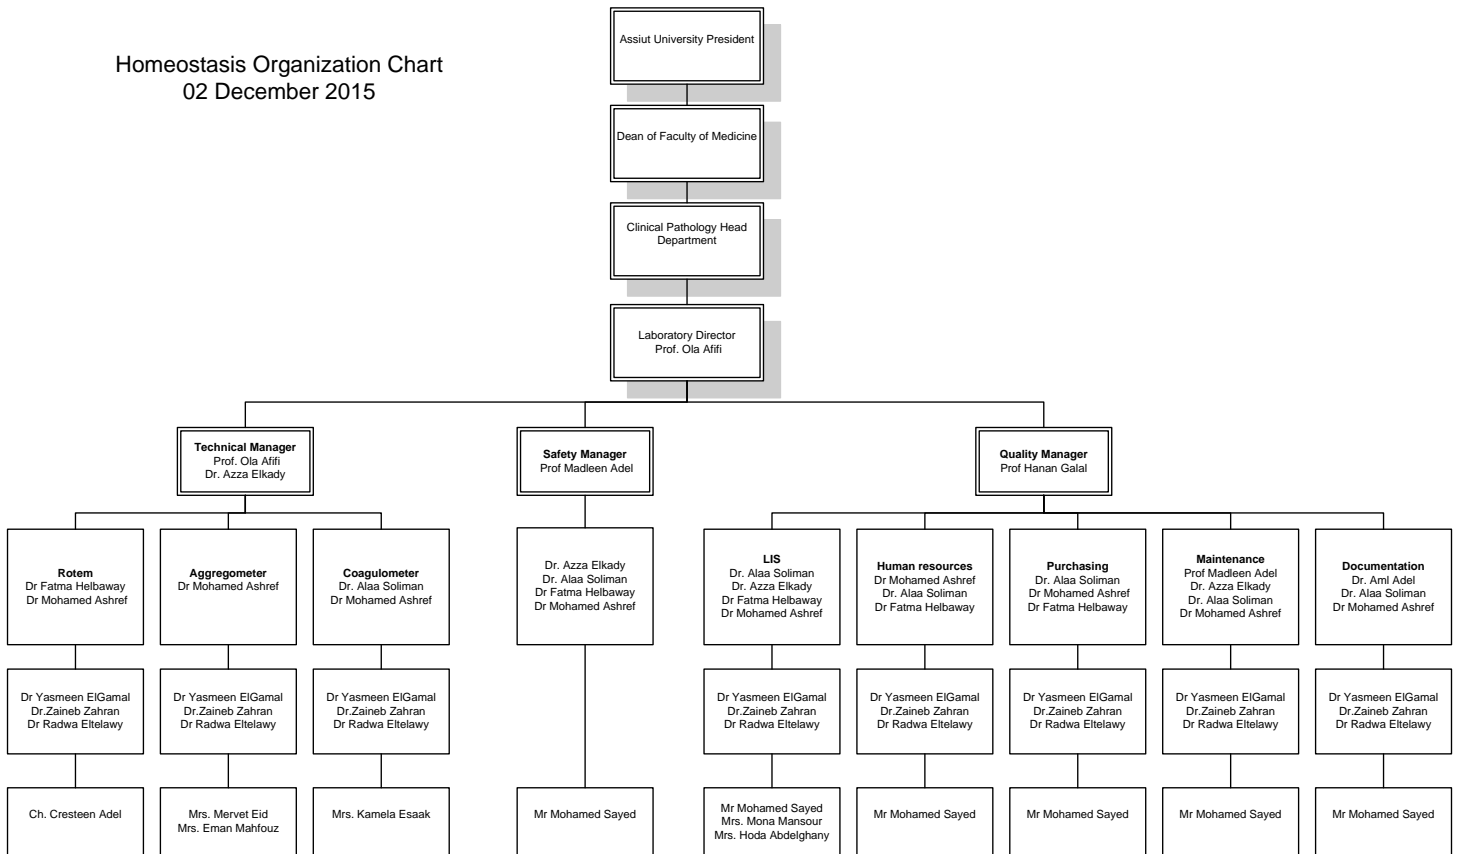 Homeostasis Organization Chart
02 December 2015
Assiut University President
Dean of Faculty of Medicine
Clinical Pathology Head
Department
Laboratory Director
Prof. Ola Afifi
Technical Manager
Prof. Ola Afifi
Dr. Azza Elkady
Safety Manager
Prof Madleen Adel
Quality Manager
Prof Hanan Galal
Rotem
Dr Fatma Helbaway
Dr Mohamed Ashref
Aggregometer
Dr Mohamed Ashref
Coagulometer
Dr. Alaa Soliman
Dr Mohamed Ashref
Dr. Azza Elkady
Dr. Alaa Soliman
Dr Fatma Helbaway
Dr Mohamed Ashref
LIS
Dr. Alaa Soliman
Dr. Azza Elkady
Dr Fatma Helbaway
Dr Mohamed Ashref
Human resources
Dr Mohamed Ashref
Dr. Alaa Soliman
Dr Fatma Helbaway
Purchasing
Dr. Alaa Soliman
Dr Mohamed Ashref
Dr Fatma Helbaway
Maintenance
Prof Madleen Adel
Dr. Azza Elkady
Dr. Alaa Soliman
Dr Mohamed Ashref
Documentation
Dr. Aml Adel
Dr. Alaa Soliman
Dr Mohamed Ashref
Dr Yasmeen ElGamal
Dr.Zaineb Zahran
Dr Radwa Eltelawy
Dr Yasmeen ElGamal
Dr.Zaineb Zahran
Dr Radwa Eltelawy
Dr Yasmeen ElGamal
Dr.Zaineb Zahran
Dr Radwa Eltelawy
Dr Yasmeen ElGamal
Dr.Zaineb Zahran
Dr Radwa Eltelawy
Dr Yasmeen ElGamal
Dr.Zaineb Zahran
Dr Radwa Eltelawy
Dr Yasmeen ElGamal
Dr.Zaineb Zahran
Dr Radwa Eltelawy
Dr Yasmeen ElGamal
Dr.Zaineb Zahran
Dr Radwa Eltelawy
Dr Yasmeen ElGamal
Dr.Zaineb Zahran
Dr Radwa Eltelawy
Ch. Cresteen Adel
Mrs. Mervet Eid
Mrs. Eman Mahfouz
Mrs. Kamela Esaak
Mr Mohamed Sayed
Mr Mohamed Sayed
Mrs. Mona Mansour
Mrs. Hoda Abdelghany
Mr Mohamed Sayed
Mr Mohamed Sayed
Mr Mohamed Sayed
Mr Mohamed Sayed